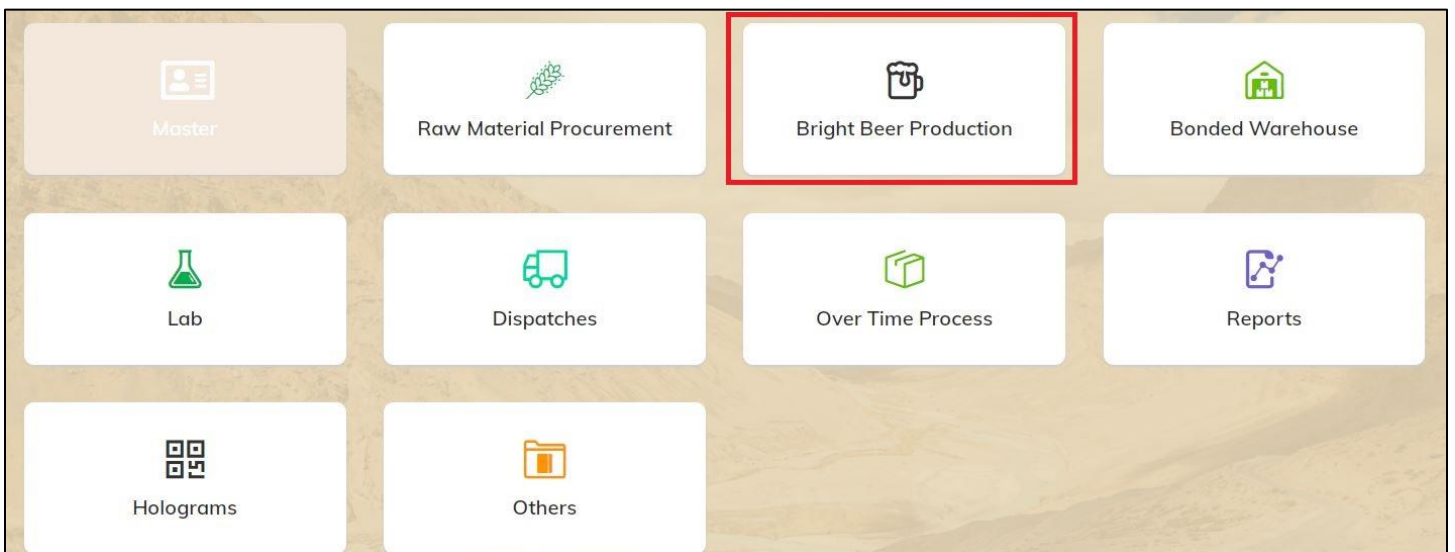 Master
Raw Material Procurement
Bright Beer Production
Bonded Warehouse
Lab
Dispatches
Over Time Process
Reports
Holograms
Others